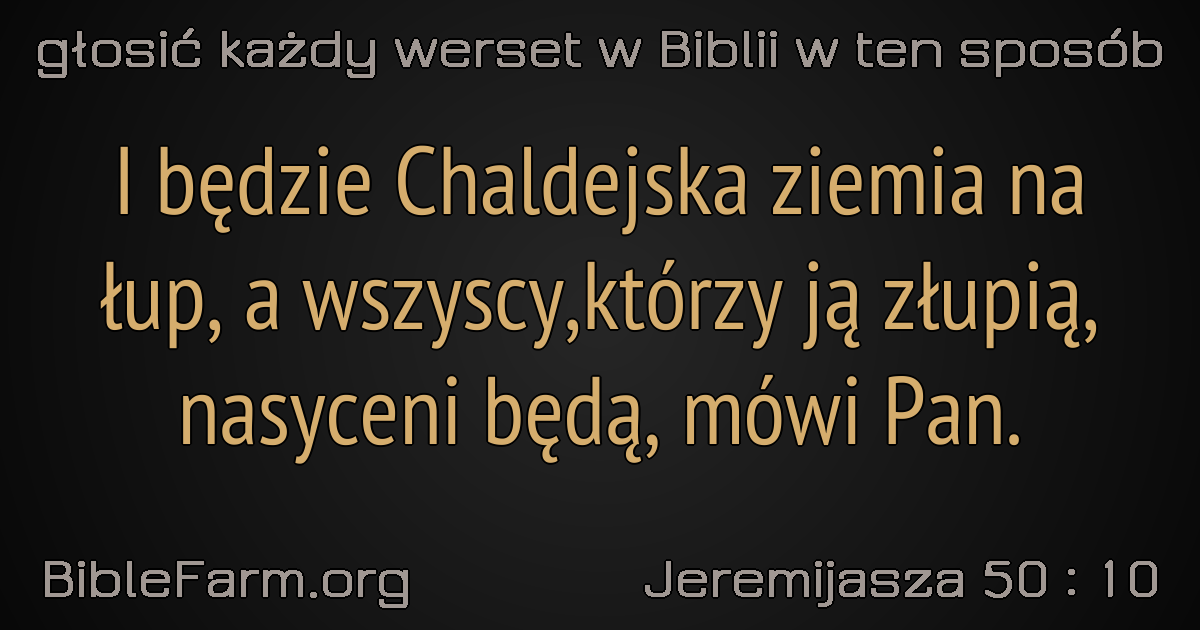 głosić każdy werset w Biblii w ten sposób
I będzie Chaldejska ziemia na
łup, a wszyscy,którzy ją złupią,
nasyceni będą, mówi Pan.
BibleFarm.org
Jeremijasza 50 : 10